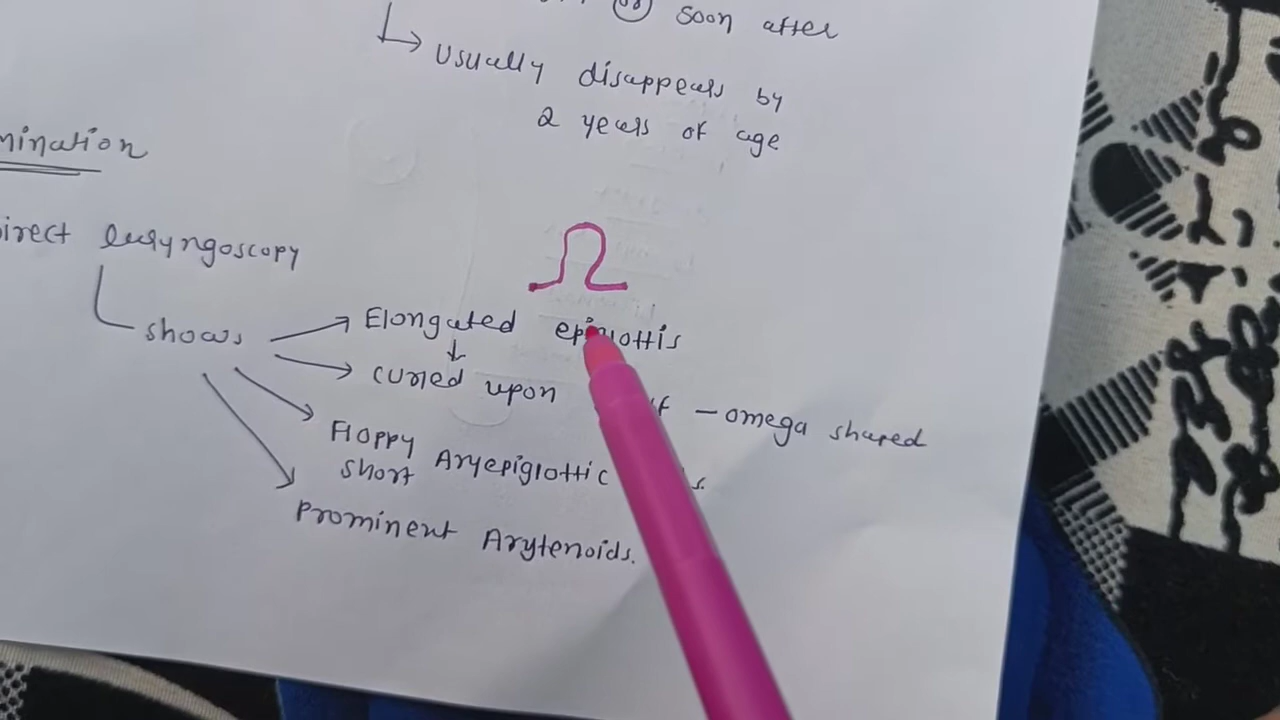 soon after
usually disappears by
2 years of age
mination
irect laryngoscopy
shows
Elongated epiglottis
curled upon - omega shaped
Floppy
short Aryepiglottic
Prominent Arytenoids.